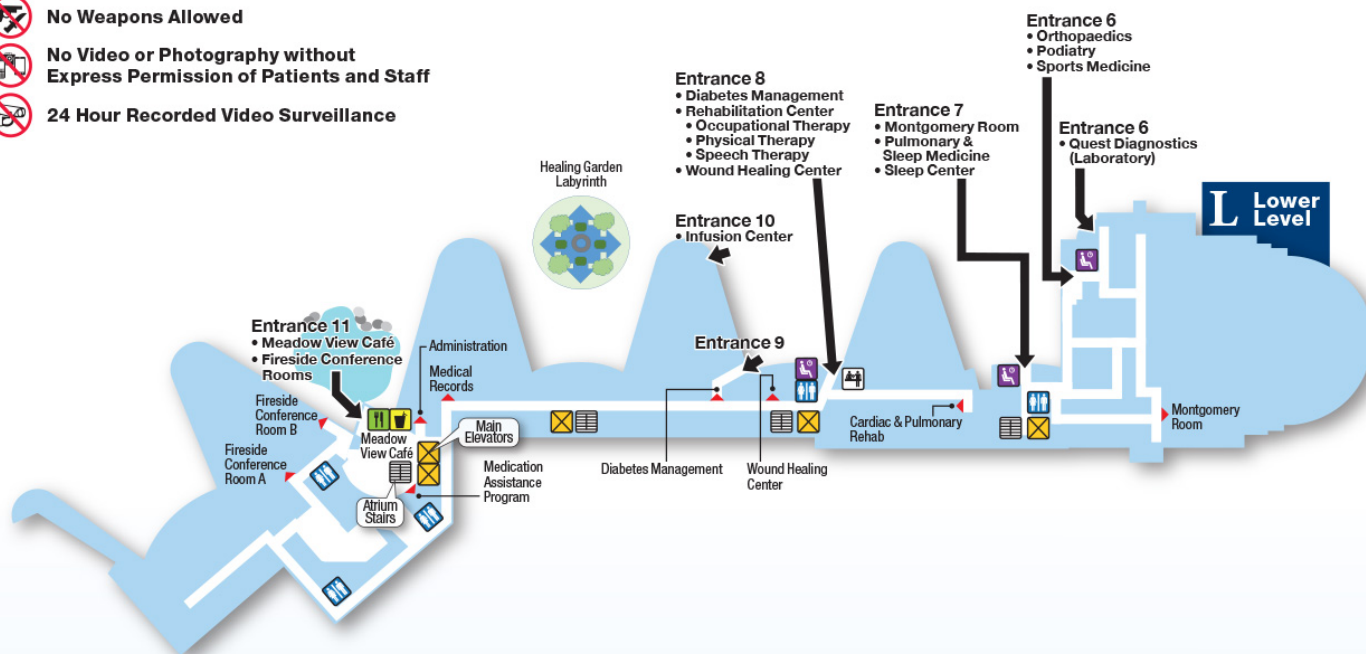 No Weapons Allowed
No Video or Photography without
Express Permission of Patients and Staff
24 Hour Recorded Video Surveillance
Entrance 6
• Orthopaedics
• Podiatry
• Sports Medicine
Entrance 8
• Diabetes Management
• Rehabilitation Center
• Occupational Therapy
• Physical Therapy
• Speech Therapy
• Wound Healing Center
Entrance 7
• Montgomery Room
• Pulmonary &
Sleep Medicine
• Sleep Center
Entrance 6
• Quest Diagnostics
(Laboratory)
Healing Garden
Labyrinth
L Lower
Level
Entrance 10
• Infusion Center
Entrance 11
• Meadow View Café
• Fireside Conference
Rooms
Entrance 9
Administration
Medical
Records
Fireside
Conference
Room B
Meadow
View Café
Main
Elevators
Cardiac & Pulmonary
Rehab
Montgomery
Room
Fireside
Conference
Room A
Medication
Assistance
Program
Diabetes Management
Wound Healing
Center
Atrium
Stairs